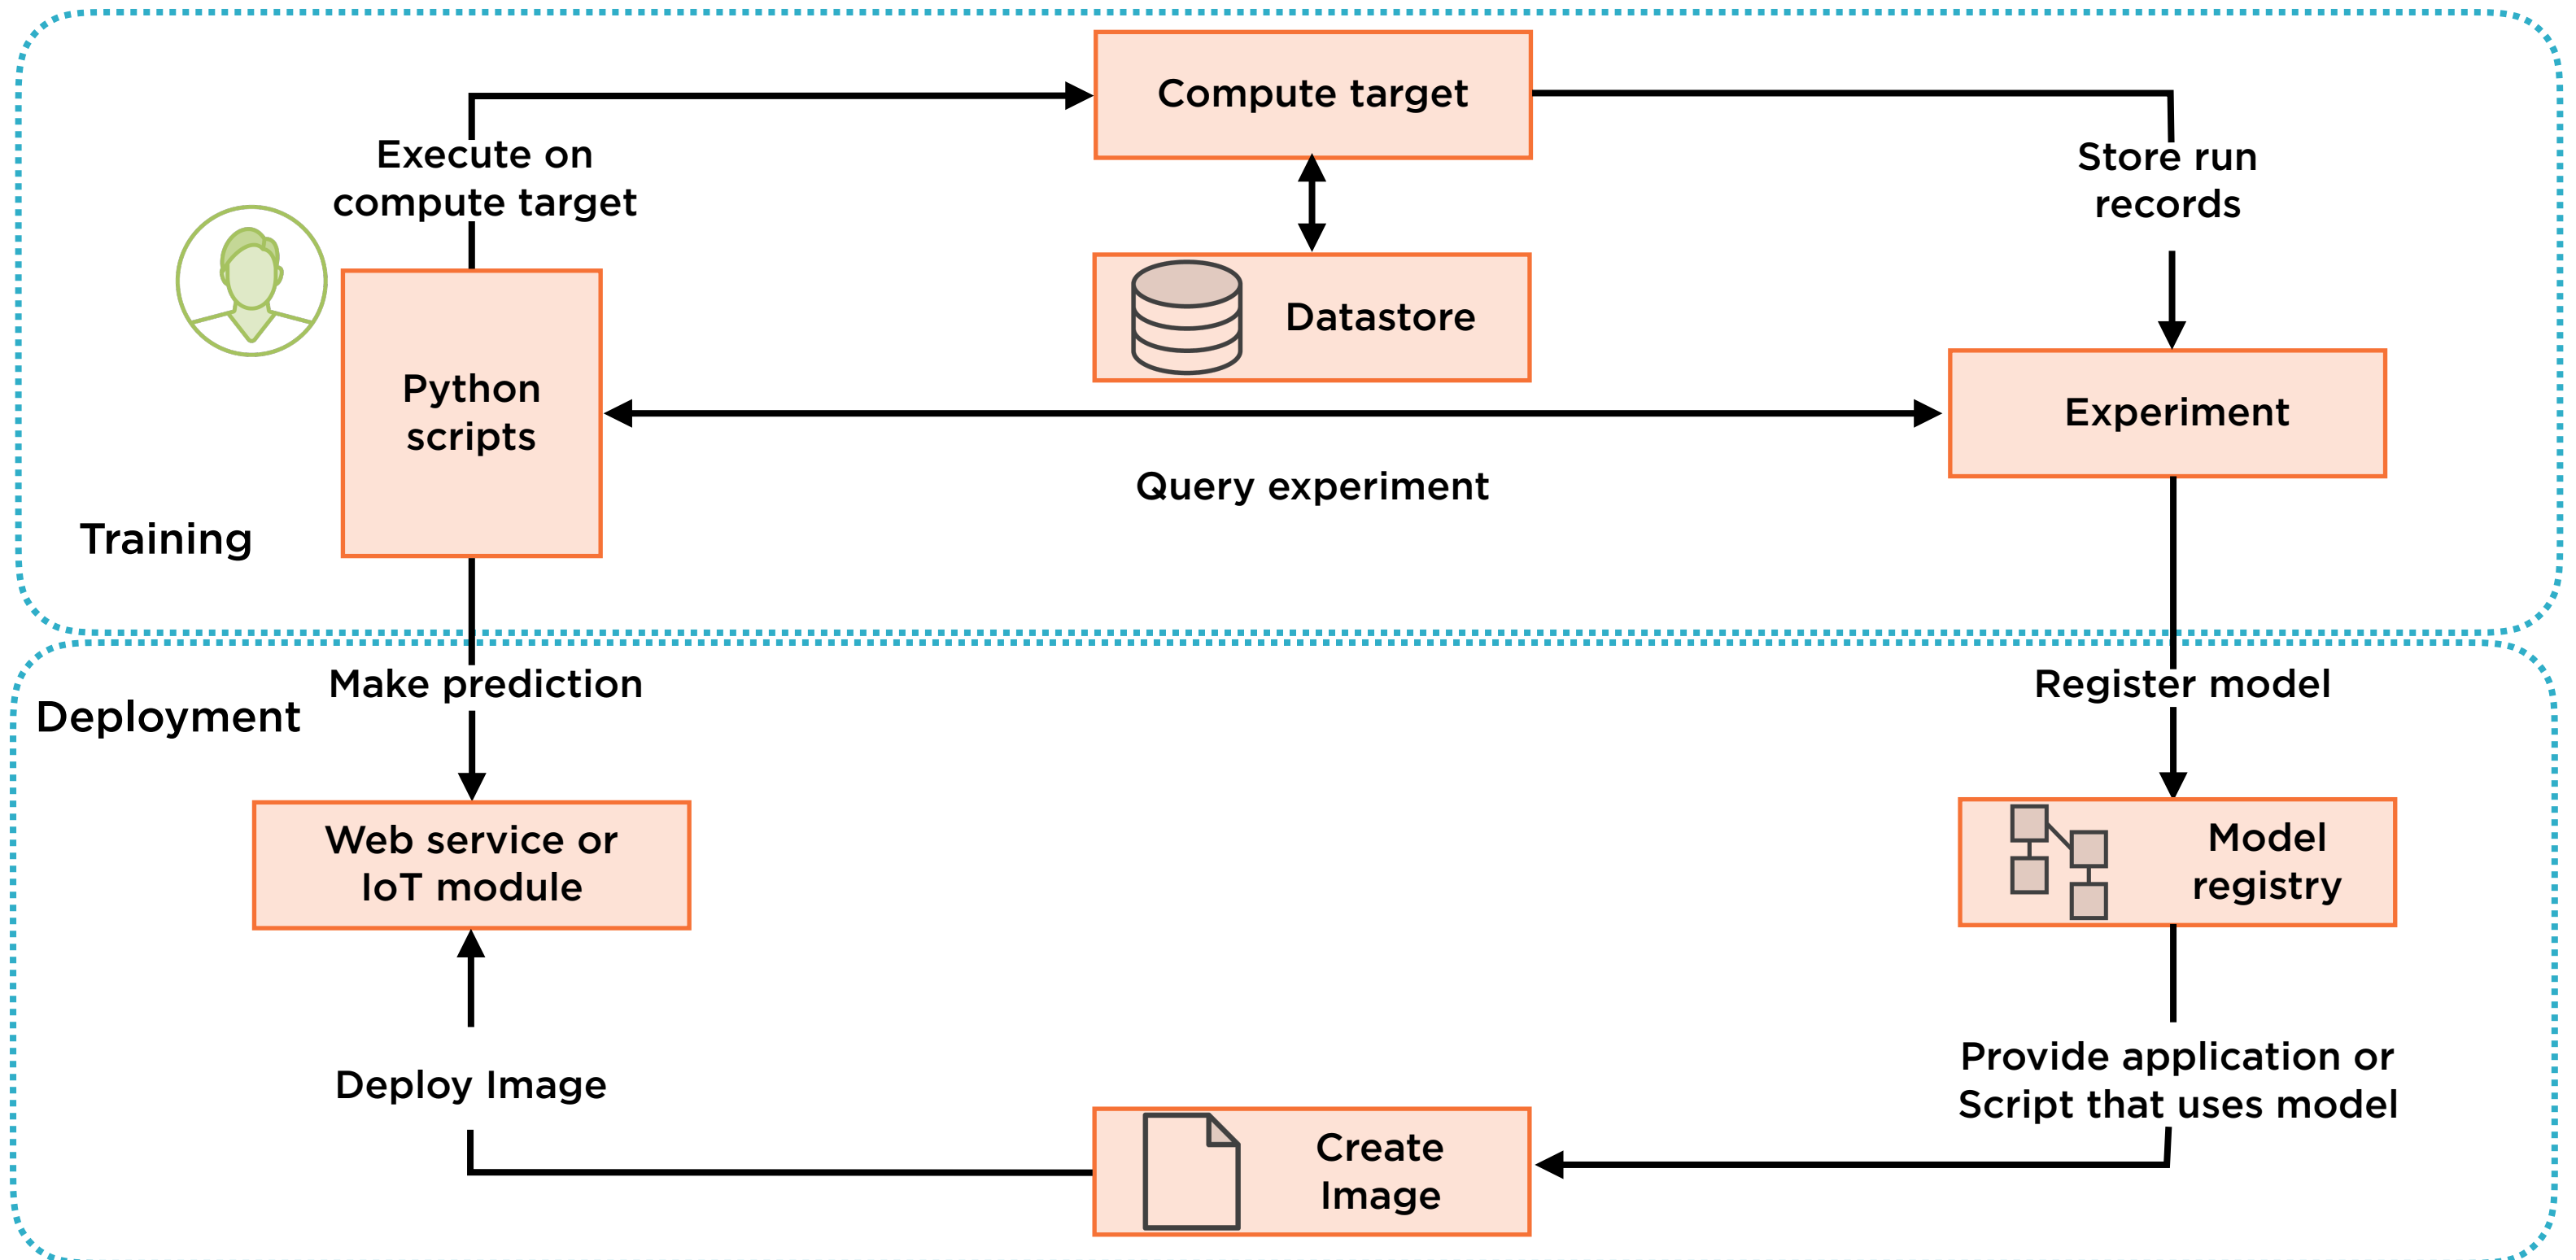 Compute target
Execute on
compute target
Store run
records
Datastore
Python
scripts
Experiment
Query experiment
Training
Make prediction
Register model
Deployment
Web service or
IoT module
Model
registry
Provide application or
Script that uses model
Deploy Image
Create
Image